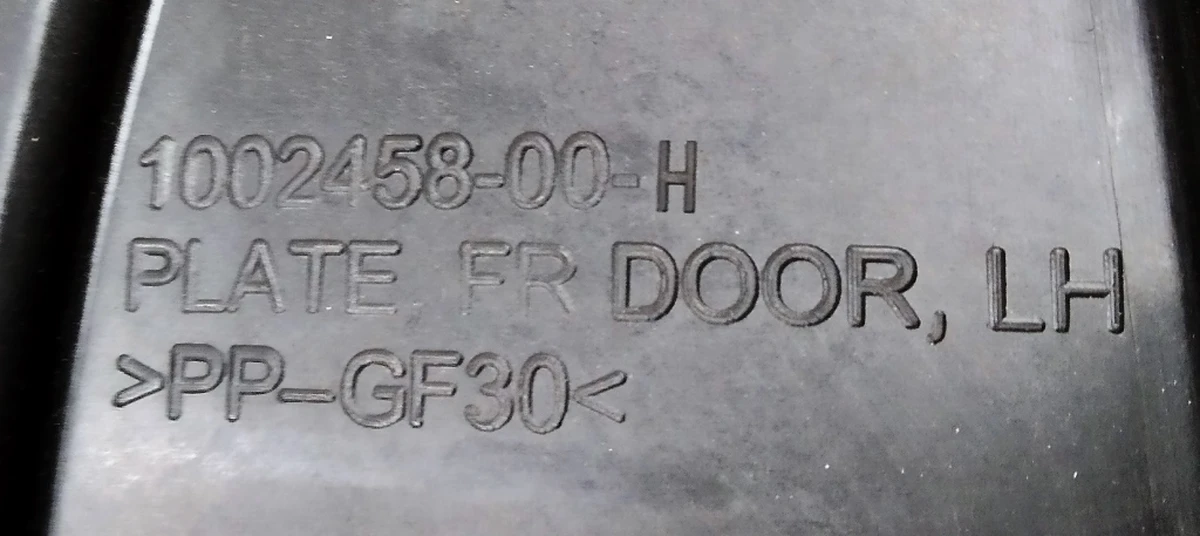 1002458-00-H
PLATE FR DOOR, LH
>PP-GF30<